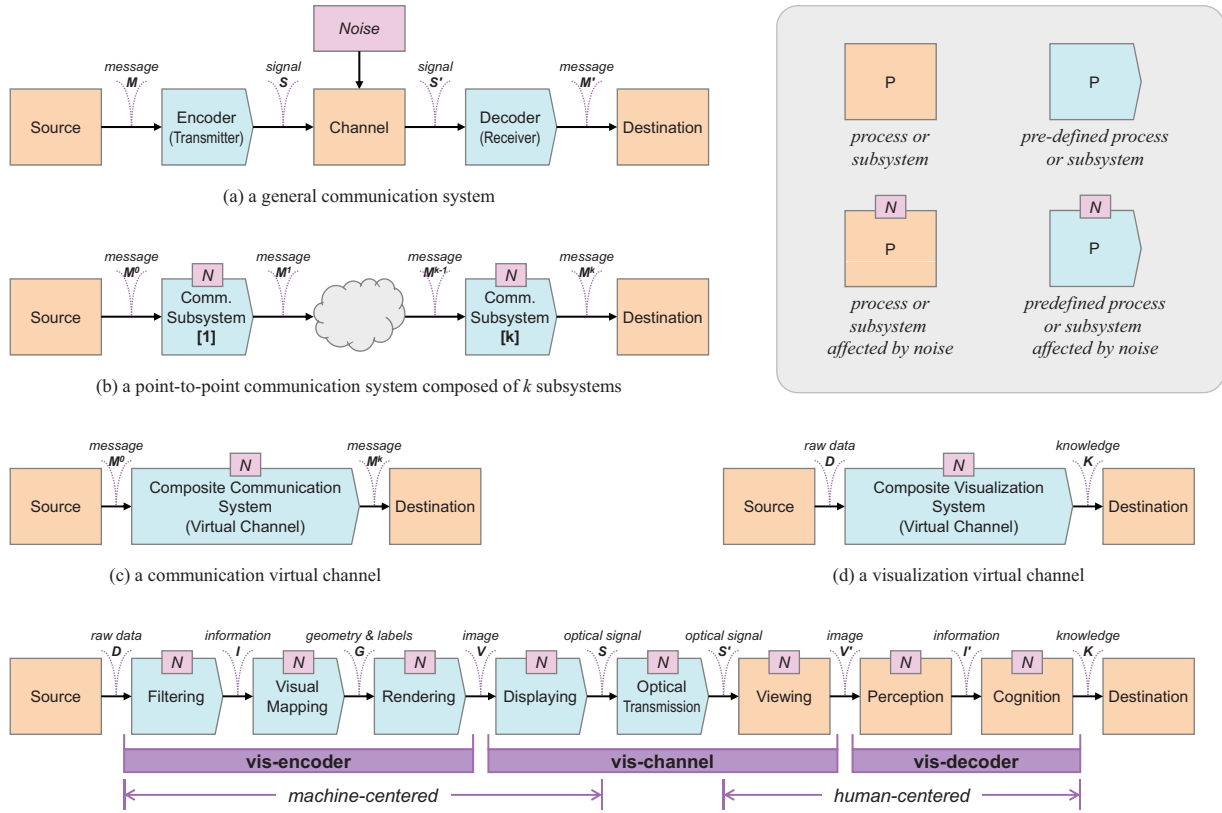 Noise
message
M
signal
S
signal
S'
message
M'
Source
Encoder
(Transmitter)
Channel
Decoder
(Receiver)
Destination
(a) a general communication system
P
process or
subsystem
P
pre-defined process
or subsystem
N
P
process or
subsystem
affected by noise
N
P
predefined process
or subsystem
affected by noise
message
M⁰
message
M¹
message
Mᵏ⁻¹
message
Mᵏ
Source
N
Comm.
Subsystem
[1]
N
Comm.
Subsystem
[k]
Destination
(b) a point-to-point communication system composed of k subsystems
message
M⁰
message
Mᵏ
Source
N
Composite Communication
System
(Virtual Channel)
Destination
(c) a communication virtual channel
raw data
D
knowledge
K
Source
N
Composite Visualization
System
(Virtual Channel)
Destination
(d) a visualization virtual channel
raw data
D
information
I
geometry & labels
G
image
V
optical signal
S
optical signal
S'
image
V'
information
I'
knowledge
K
Source
N
Filtering
N
Visual
Mapping
N
Rendering
N
Displaying
N
Optical
Transmission
N
Viewing
N
Perception
N
Cognition
Destination
vis-encoder
vis-channel
vis-decoder
machine-centered
human-centered